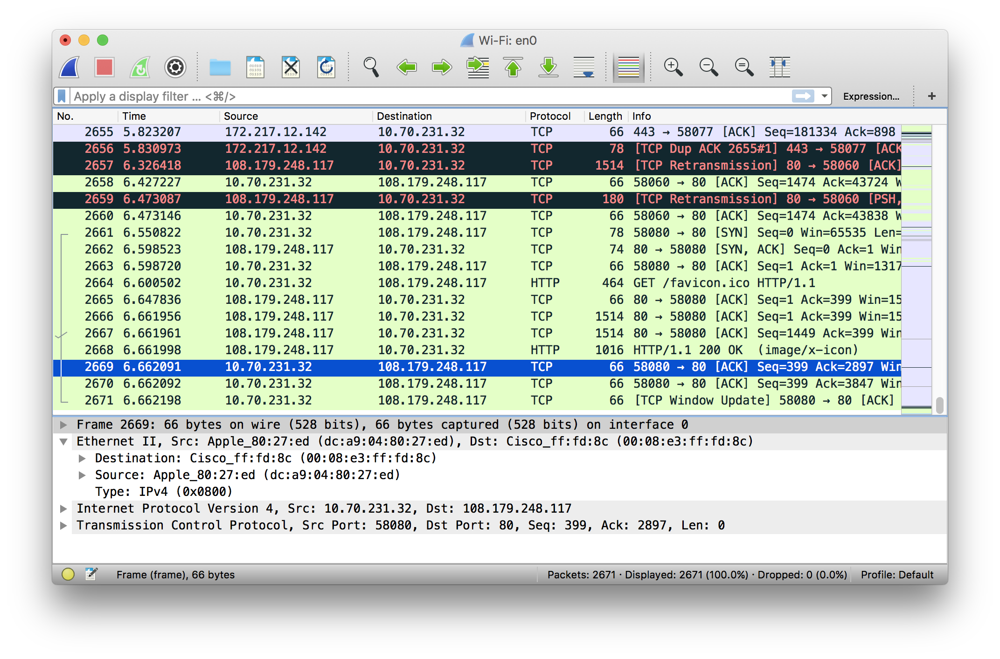 Wi-Fi: en0
Apply a display filter ... <⌘/>
Expression...
+
No. Time Source Destination Protocol Length Info
2655 5.823207 172.217.12.142 10.70.231.32 TCP 66 443 → 58077 [ACK] Seq=181334 Ack=898
2656 5.830973 172.217.12.142 10.70.231.32 TCP 78 [TCP Dup ACK 2655#1] 443 → 58077 [ACK
2657 6.326418 108.179.248.117 10.70.231.32 TCP 1514 [TCP Retransmission] 80 → 58060 [ACK]
2658 6.427227 10.70.231.32 108.179.248.117 TCP 66 58060 → 80 [ACK] Seq=1474 Ack=43724 W
2659 6.473087 108.179.248.117 10.70.231.32 TCP 180 [TCP Retransmission] 80 → 58060 [PSH,
2660 6.473146 10.70.231.32 108.179.248.117 TCP 66 58060 → 80 [ACK] Seq=1474 Ack=43838 W
2661 6.550822 10.70.231.32 108.179.248.117 TCP 78 58080 → 80 [SYN] Seq=0 Win=65535 Len=
2662 6.598523 108.179.248.117 10.70.231.32 TCP 74 80 → 58080 [SYN, ACK] Seq=0 Ack=1 Win
2663 6.598720 10.70.231.32 108.179.248.117 TCP 66 58080 → 80 [ACK] Seq=1 Ack=1 Win=1317
2664 6.600502 10.70.231.32 108.179.248.117 HTTP 464 GET /favicon.ico HTTP/1.1
2665 6.647836 108.179.248.117 10.70.231.32 TCP 66 80 → 58080 [ACK] Seq=1 Ack=399 Win=15
2666 6.661956 108.179.248.117 10.70.231.32 TCP 1514 80 → 58080 [ACK] Seq=1 Ack=399 Win=15
2667 6.661961 108.179.248.117 10.70.231.32 TCP 1514 80 → 58080 [ACK] Seq=1449 Ack=399 Win
2668 6.661998 108.179.248.117 10.70.231.32 HTTP 1016 HTTP/1.1 200 OK  (image/x-icon)
2669 6.662091 10.70.231.32 108.179.248.117 TCP 66 58080 → 80 [ACK] Seq=399 Ack=2897 Win
2670 6.662092 10.70.231.32 108.179.248.117 TCP 66 58080 → 80 [ACK] Seq=399 Ack=3847 Win
2671 6.662198 10.70.231.32 108.179.248.117 TCP 66 [TCP Window Update] 58080 → 80 [ACK]
Frame 2669: 66 bytes on wire (528 bits), 66 bytes captured (528 bits) on interface 0
Ethernet II, Src: Apple_80:27:ed (dc:a9:04:80:27:ed), Dst: Cisco_ff:fd:8c (00:08:e3:ff:fd:8c)
Destination: Cisco_ff:fd:8c (00:08:e3:ff:fd:8c)
Source: Apple_80:27:ed (dc:a9:04:80:27:ed)
Type: IPv4 (0x0800)
Internet Protocol Version 4, Src: 10.70.231.32, Dst: 108.179.248.117
Transmission Control Protocol, Src Port: 58080, Dst Port: 80, Seq: 399, Ack: 2897, Len: 0
Frame (frame), 66 bytes
Packets: 2671 · Displayed: 2671 (100.0%) · Dropped: 0 (0.0%)
Profile: Default